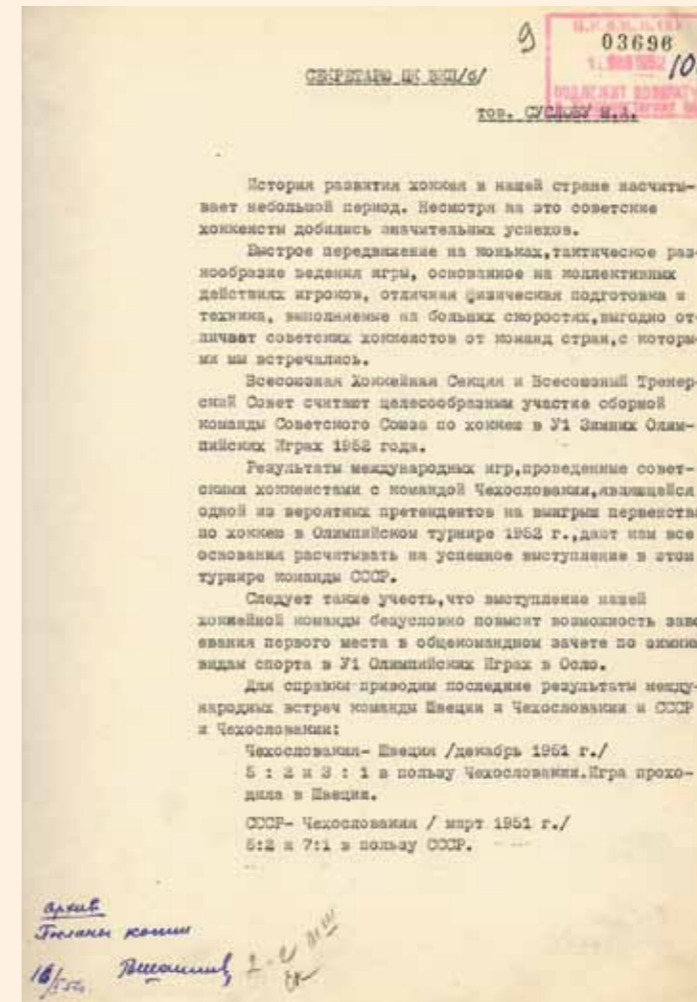 9
03696
10
СЕКРЕТАРЮ ЦК ВКП/б/
тов. СУСЛОВУ М.А.
История развития хоккея в нашей стране насчиты-
вает небольшой период. Несмотря на это советские
хоккеисты добились значительных успехов.
Быстрое передвижение на коньках,тактическое раз-
нообразие ведения игры, основанное на коллективных
действиях игроков, отличная физическая подготовка и
техника, выполняемые на больших скоростях,выгодно от-
личает советских хоккеистов от команд стран,с которы-
ми мы встречались.
Всесоюзная Хоккейная Секция и Всесоюзный Тренер-
ский Совет считают целесообразным участие сборной
команды Советского Союза по хоккею в У1 Зимних Олим-
пийских Играх 1952 года.
Результаты международных игр,проведенные совет-
скими хоккеистами с командой Чехословакии,являющейся
одной из вероятных претендентов на выигрыш первенства
по хоккею в Олимпийском турнире 1952 г.,дают нам все
основания расчитывать на успешное выступление в этом
турнире команды СССР.
Следует также учесть,что выступление нашей
хоккейной команды безусловно повысит возможность заво
евания первого места в общекомандном зачете по зимним
видам спорта в У1 Олимпийских Играх в Осло.
Для справки приводим последние результаты между-
народных встреч команды Швеции и Чехословакии и СССР
и Чехословакии:
Чехословакия- Швеция /декабрь 1951 г./
5 : 2 и 3 : 1 в пользу Чехословакии.Игра прохо-
дила в Швеции.
СССР- Чехословакия / март 1951 г./
5:2 и 7:1 в пользу СССР.
архив
Посланы копии